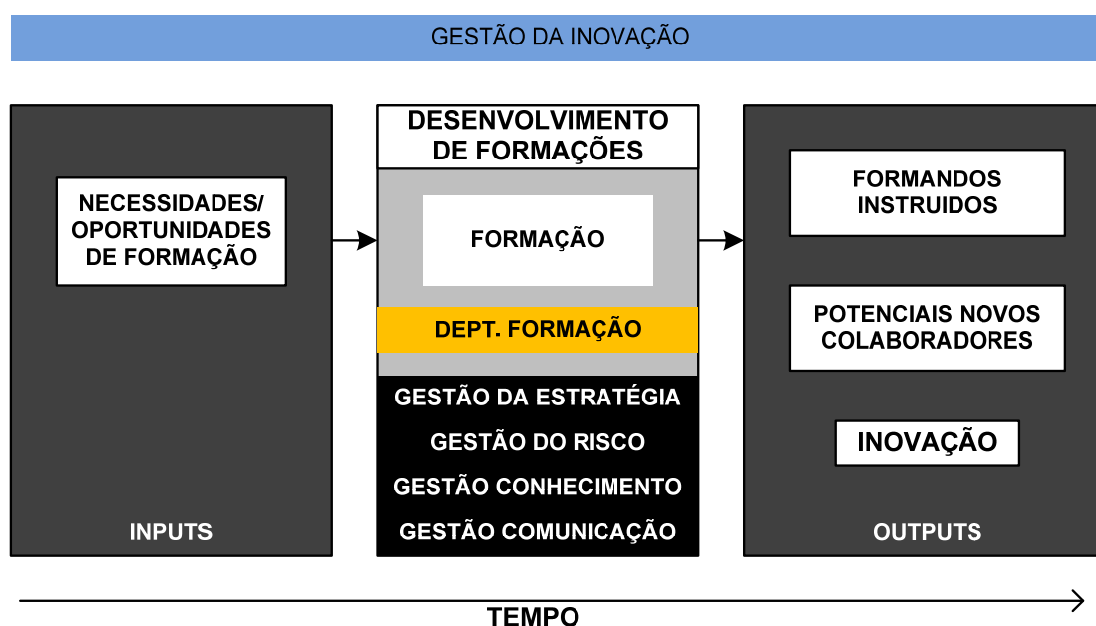 GESTÃO DA INOVAÇÃO
NECESSIDADES/
OPORTUNIDADES
DE FORMAÇÃO
INPUTS
DESENVOLVIMENTO
DE FORMAÇÕES
FORMAÇÃO
DEPT. FORMAÇÃO
GESTÃO DA ESTRATÉGIA
GESTÃO DO RISCO
GESTÃO CONHECIMENTO
GESTÃO COMUNICAÇÃO
FORMANDOS
INSTRUIDOS
POTENCIAIS NOVOS
COLABORADORES
INOVAÇÃO
OUTPUTS
TEMPO